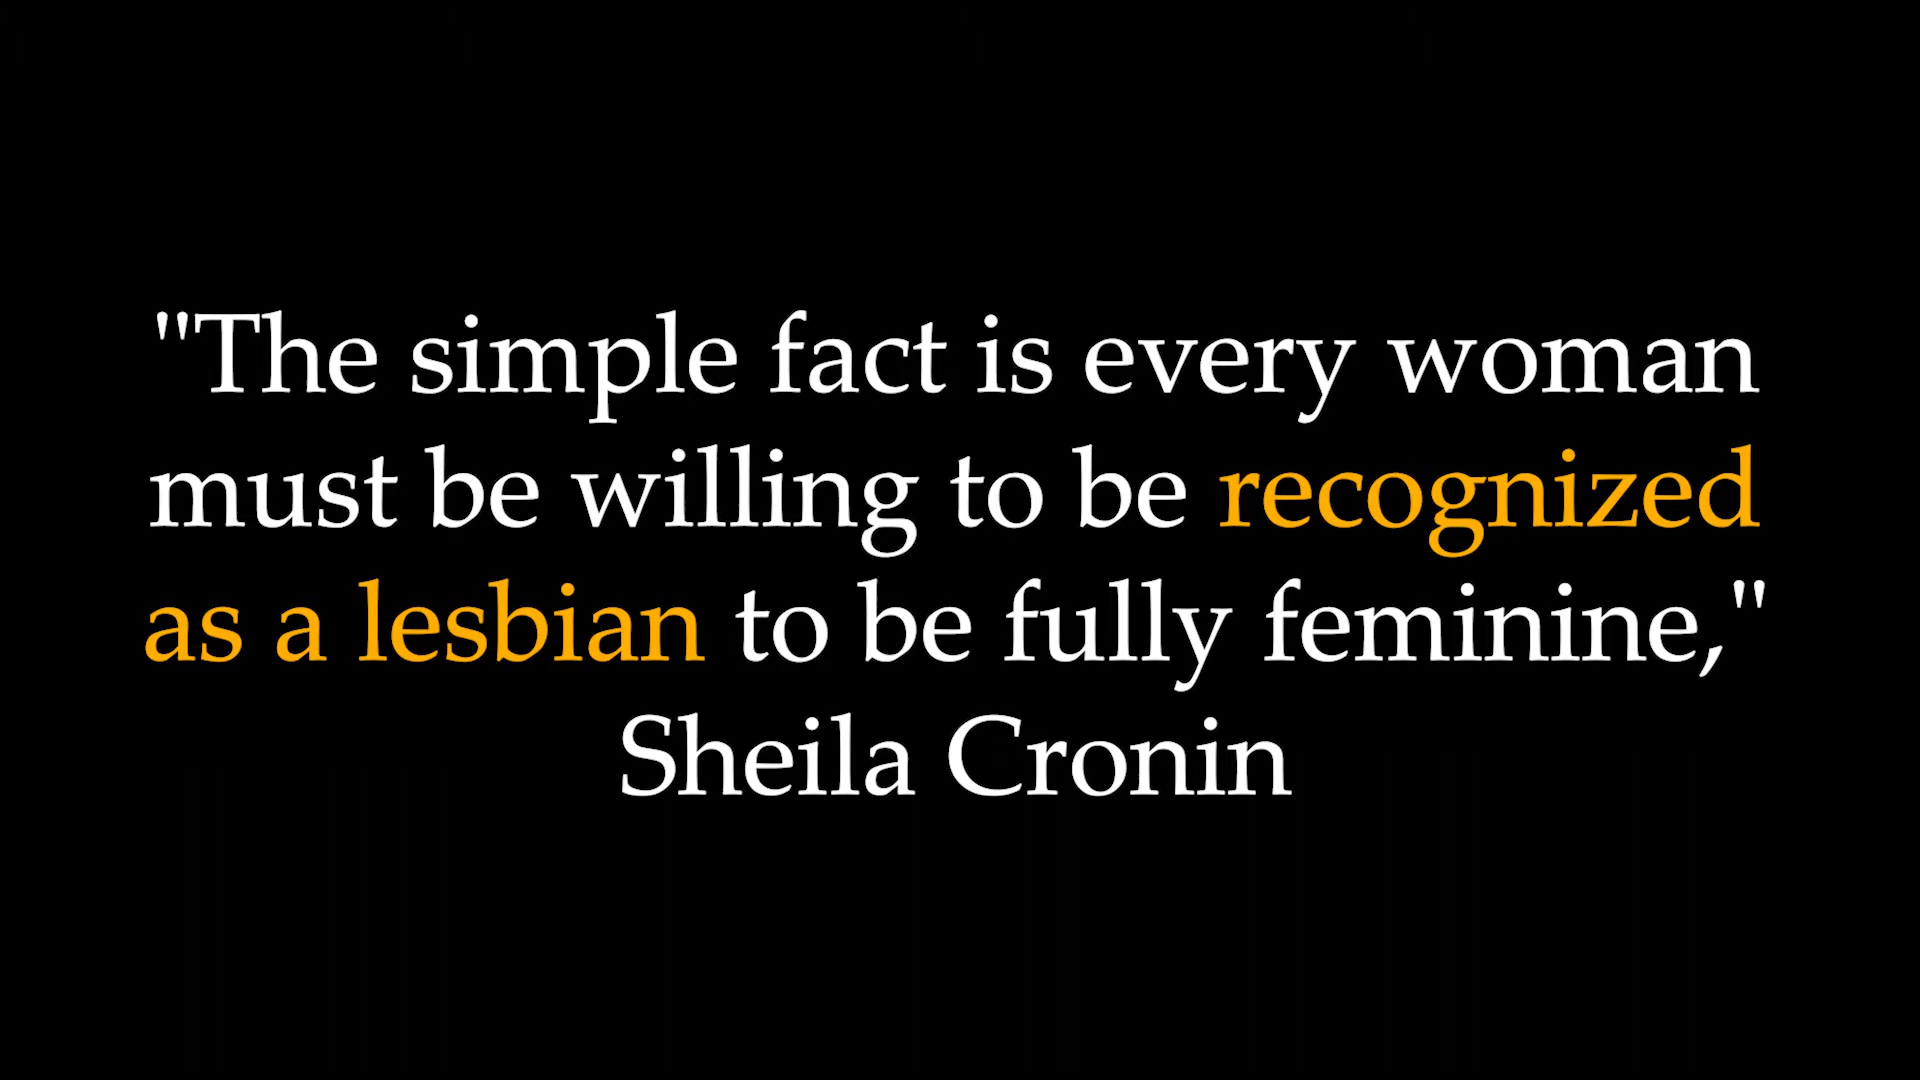 "The simple fact is every woman
must be willing to be recognized
as a lesbian to be fully feminine,"
Sheila Cronin